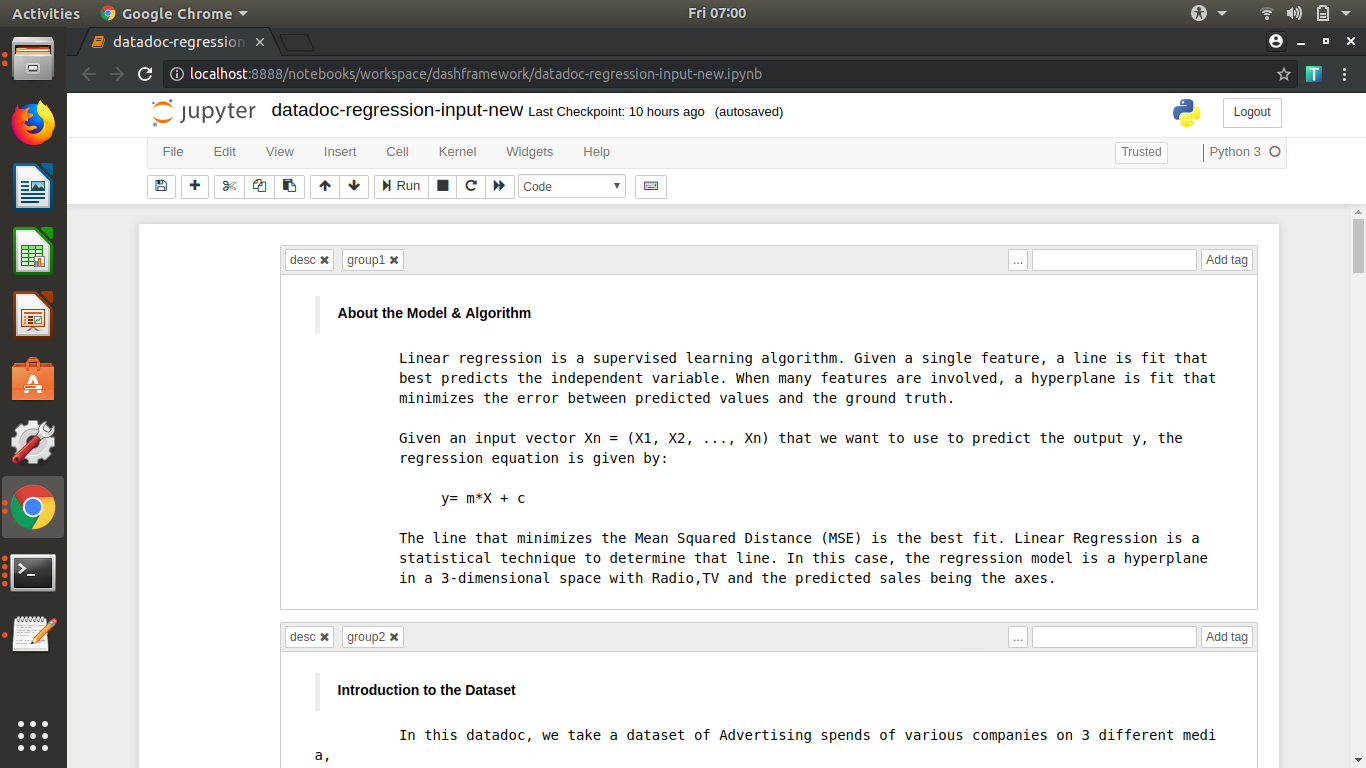 Activities Google Chrome Fri 07:00
datadoc-regression
localhost:8888/notebooks/workspace/dashframework/datadoc-regression-input-new.ipynb
jupyter datadoc-regression-input-new Last Checkpoint: 10 hours ago (autosaved) Logout
File Edit View Insert Cell Kernel Widgets Help Trusted Python 3
Run Code
desc group1 ... Add tag
About the Model & Algorithm
Linear regression is a supervised learning algorithm. Given a single feature, a line is fit that
best predicts the independent variable. When many features are involved, a hyperplane is fit that
minimizes the error between predicted values and the ground truth.
Given an input vector Xn = (X1, X2, ..., Xn) that we want to use to predict the output y, the
regression equation is given by:
y= m*X + c
The line that minimizes the Mean Squared Distance (MSE) is the best fit. Linear Regression is a
statistical technique to determine that line. In this case, the regression model is a hyperplane
in a 3-dimensional space with Radio,TV and the predicted sales being the axes.
desc group2 ... Add tag
Introduction to the Dataset
In this datadoc, we take a dataset of Advertising spends of various companies on 3 different medi
a,